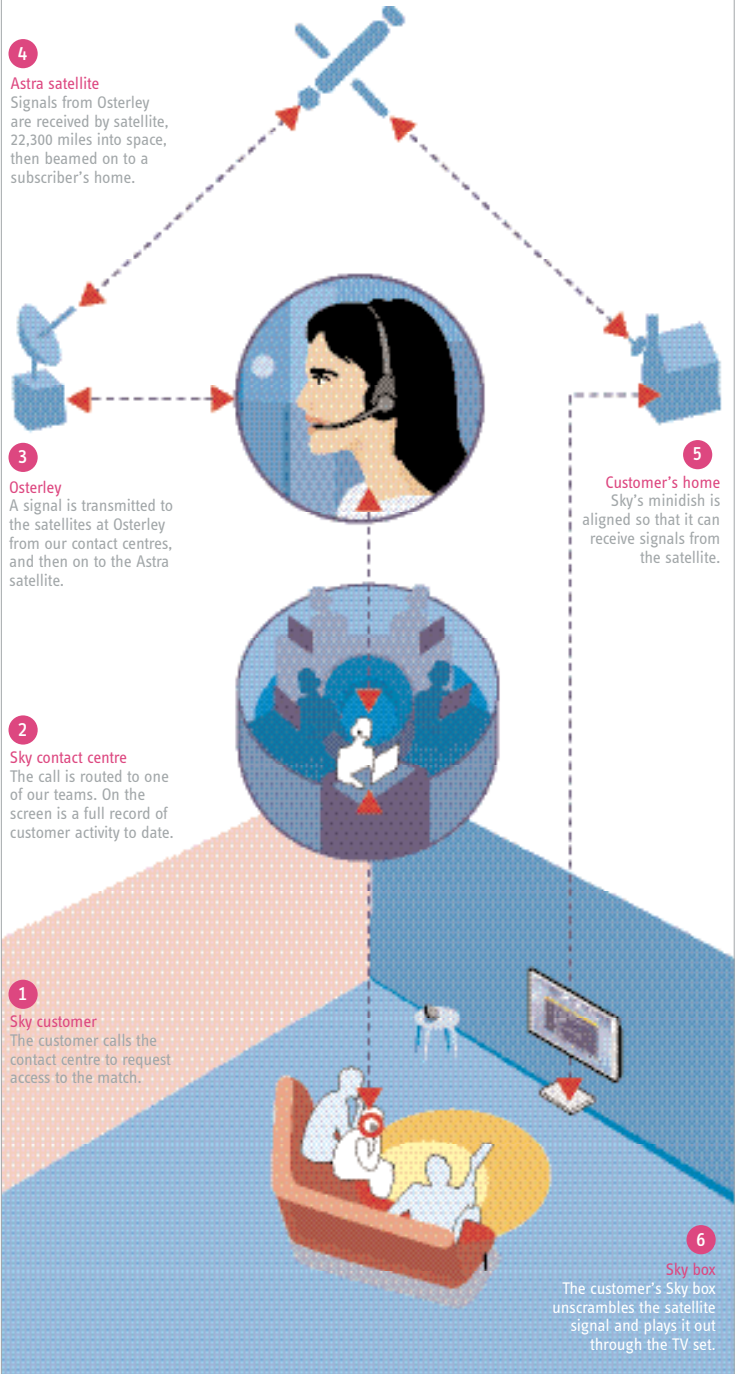 4
Astra satellite
Signals from Osterley
are received by satellite,
22,300 miles into space,
then beamed on to a
subscriber's home.
3
Osterley
A signal is transmitted to
the satellites at Osterley
from our contact centres,
and then on to the Astra
satellite.
5
Customer's home
Sky's minidish is
aligned so that it can
receive signals from
the satellite.
2
Sky contact centre
The call is routed to one
of our teams. On the
screen is a full record of
customer activity to date.
1
Sky customer
The customer calls the
contact centre to request
access to the match.
6
Sky box
The customer's Sky box
unscrambles the satellite
signal and plays it out
through the TV set.